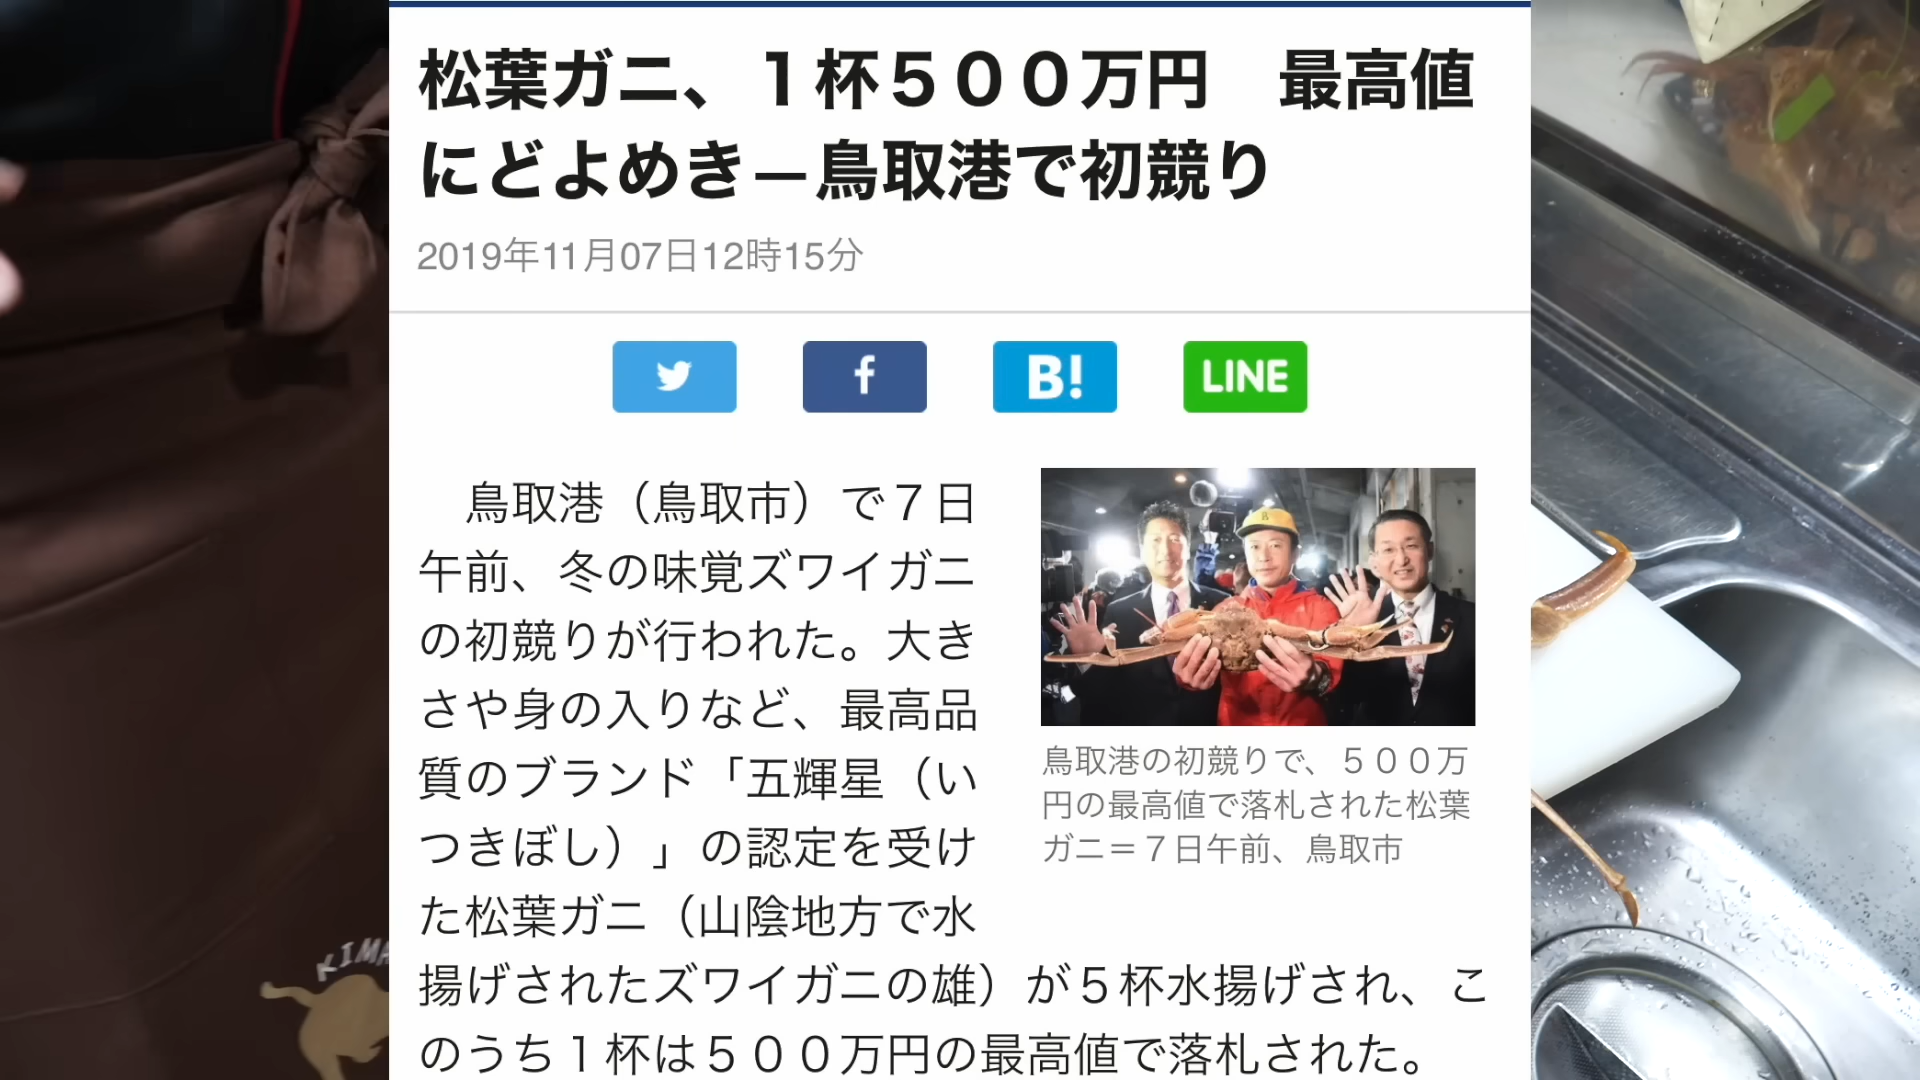 松葉ガニ、１杯５００万円　最高値
にどよめき―鳥取港で初競り
2019年11月07日12時15分
B!
LINE
鳥取港（鳥取市）で７日
午前、冬の味覚ズワイガニ
の初競りが行われた。大き
さや身の入りなど、最高品
質のブランド「五輝星（い
つきぼし）」の認定を受け
た松葉ガニ（山陰地方で水
揚げされたズワイガニの雄）が５杯水揚げされ、こ
のうち１杯は５００万円の最高値で落札された。
鳥取港の初競りで、５００万
円の最高値で落札された松葉
ガニ＝７日午前、鳥取市